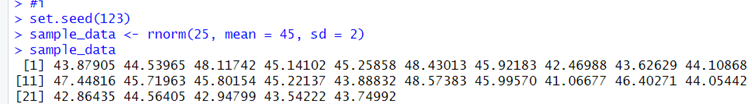 > #1
> set.seed(123)
> sample_data <- rnorm(25, mean = 45, sd = 2)
> sample_data
[1] 43.87905 44.53965 48.11742 45.14102 45.25858 48.43013 45.92183 42.46988 43.62629 44.10868
[11] 47.44816 45.71963 45.80154 45.22137 43.88832 48.57383 45.99570 41.06677 46.40271 44.05442
[21] 42.86435 44.56405 42.94799 43.54222 43.74992